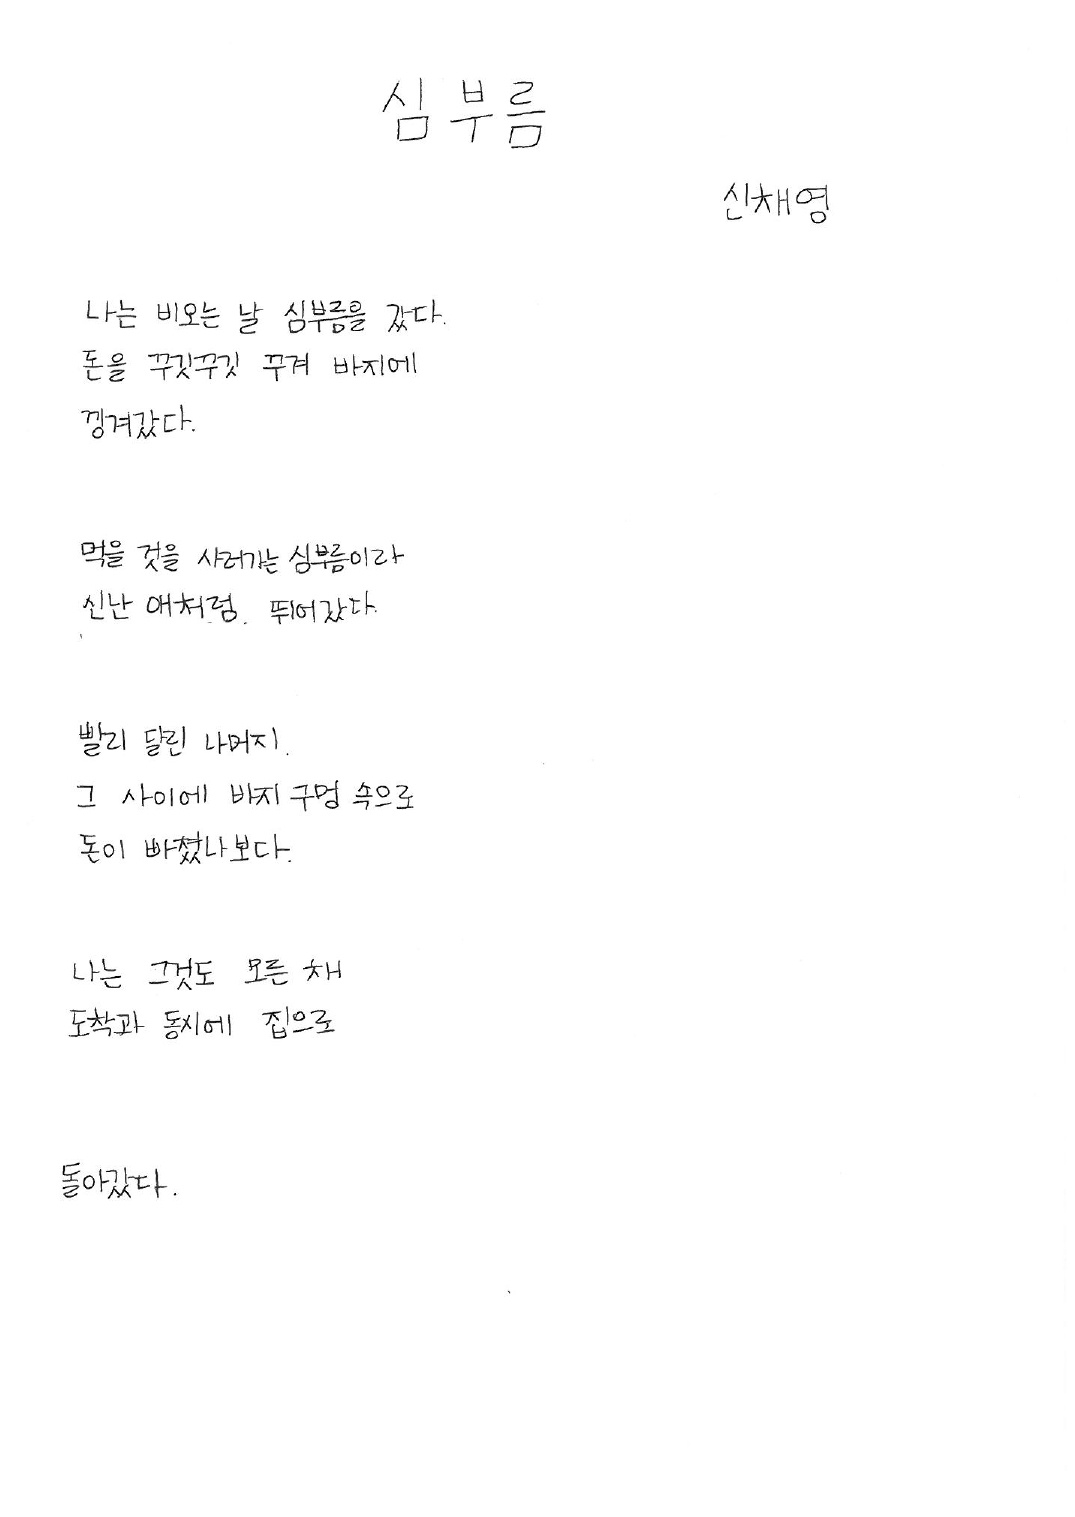 심부름
신채영
나는 비오는 날 심부름을 갔다.
돈을 꾸깃꾸깃 꾸겨 바지에
낑겨갔다.
먹을 것을 사러가는 심부름이라
신난 애처럼. 뛰어갔다.
빨리 달린 나머지.
그 사이에 바지 구멍 속으로
돈이 빠졌나보다.
나는 그것도 모른 채
도착과 동시에 집으로
돌아갔다.